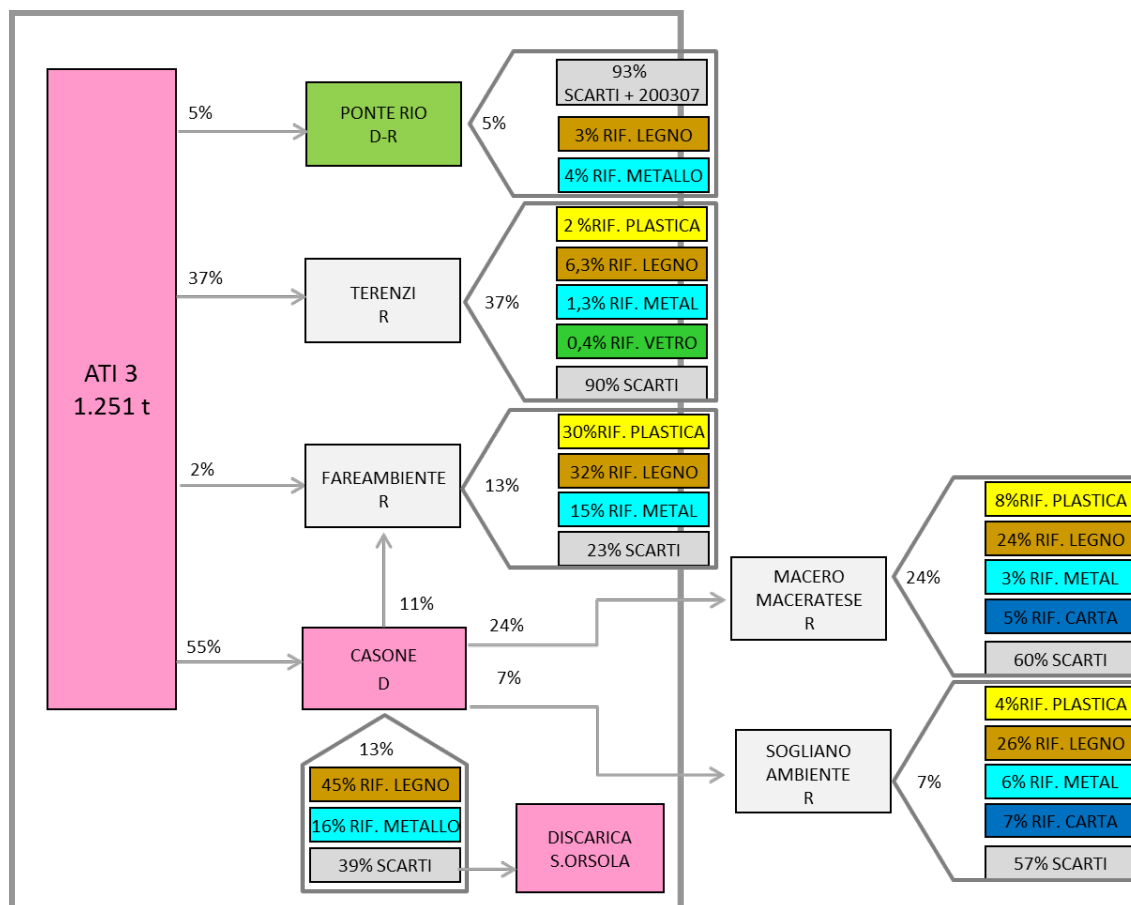 ATI 3
1.251 t
5%
PONTE RIO
D-R
5%
93%
SCARTI + 200307
3% RIF. LEGNO
4% RIF. METALLO
37%
TERENZI
R
37%
2 %RIF. PLASTICA
6,3% RIF. LEGNO
1,3% RIF. METAL
0,4% RIF. VETRO
90% SCARTI
2%
FAREAMBIENTE
R
13%
30%RIF. PLASTICA
32% RIF. LEGNO
15% RIF. METAL
23% SCARTI
11%
55%
CASONE
D
24%
7%
MACERO
MACERATESE
R
24%
8%RIF. PLASTICA
24% RIF. LEGNO
3% RIF. METAL
5% RIF. CARTA
60% SCARTI
SOGLIANO
AMBIENTE
R
7%
4%RIF. PLASTICA
26% RIF. LEGNO
6% RIF. METAL
7% RIF. CARTA
57% SCARTI
13%
45% RIF. LEGNO
16% RIF. METALLO
39% SCARTI
DISCARICA
S.ORSOLA